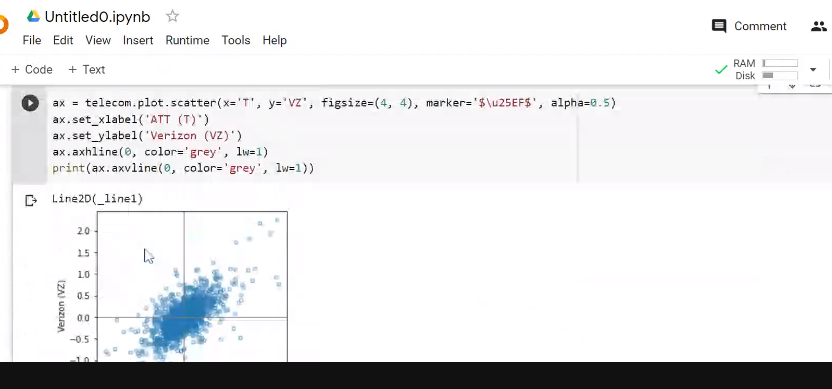 Untitled0.ipynb
File Edit View Insert Runtime Tools Help
Comment
+ Code + Text
RAM
Disk
ax = telecom.plot.scatter(x='T', y='VZ', figsize=(4, 4), marker='$\u25EF$', alpha=0.5)
ax.set_xlabel('ATT (T)')
ax.set_ylabel('Verizon (VZ)')
ax.axhline(0, color='grey', lw=1)
print(ax.axvline(0, color='grey', lw=1))
Line2D(_line1)
2.0
1.5
1.0
0.5
0.0
−0.5
−1.0
Verizon (VZ)